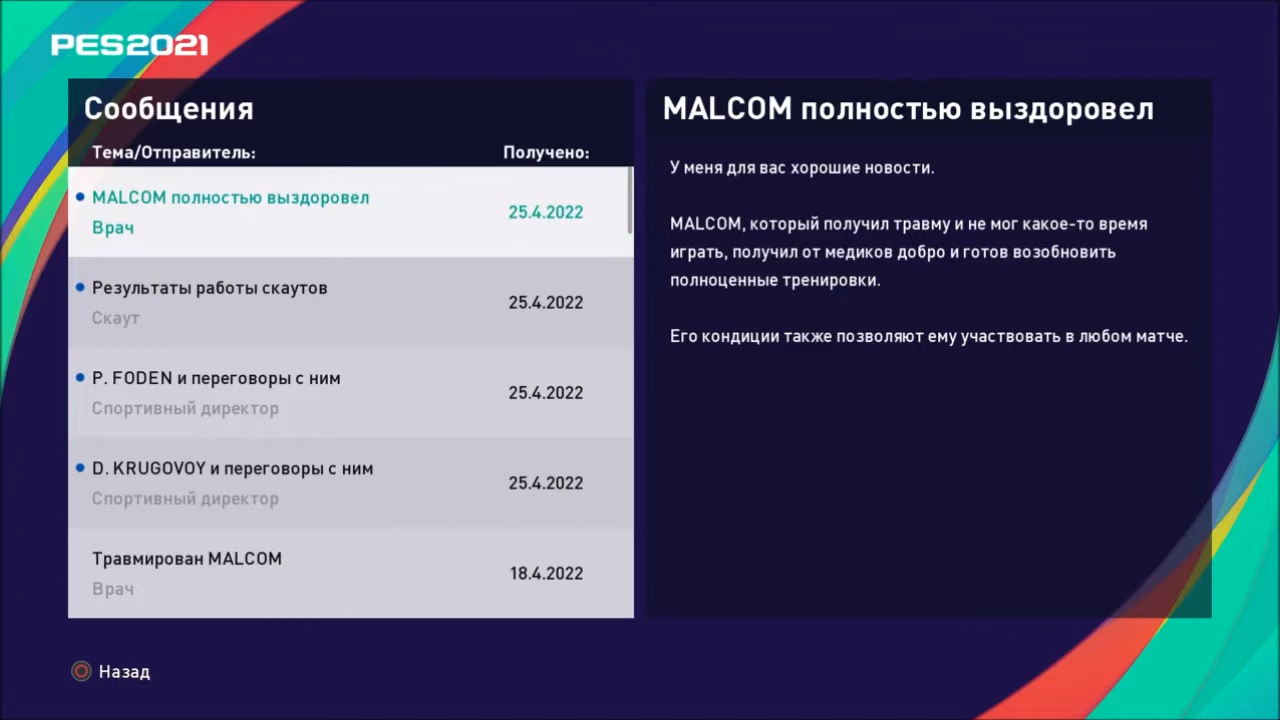 PES2021
Сообщения
Тема/Отправитель: Получено:
MALCOM полностью выздоровел
Врач
25.4.2022
Результаты работы скаутов
Скаут
25.4.2022
P. FODEN и переговоры с ним
Спортивный директор
25.4.2022
D. KRUGOVOY и переговоры с ним
Спортивный директор
25.4.2022
Травмирован MALCOM
Врач
18.4.2022
MALCOM полностью выздоровел
У меня для вас хорошие новости.
MALCOM, который получил травму и не мог какое-то время
играть, получил от медиков добро и готов возобновить
полноценные тренировки.
Его кондиции также позволяют ему участвовать в любом матче.
Назад